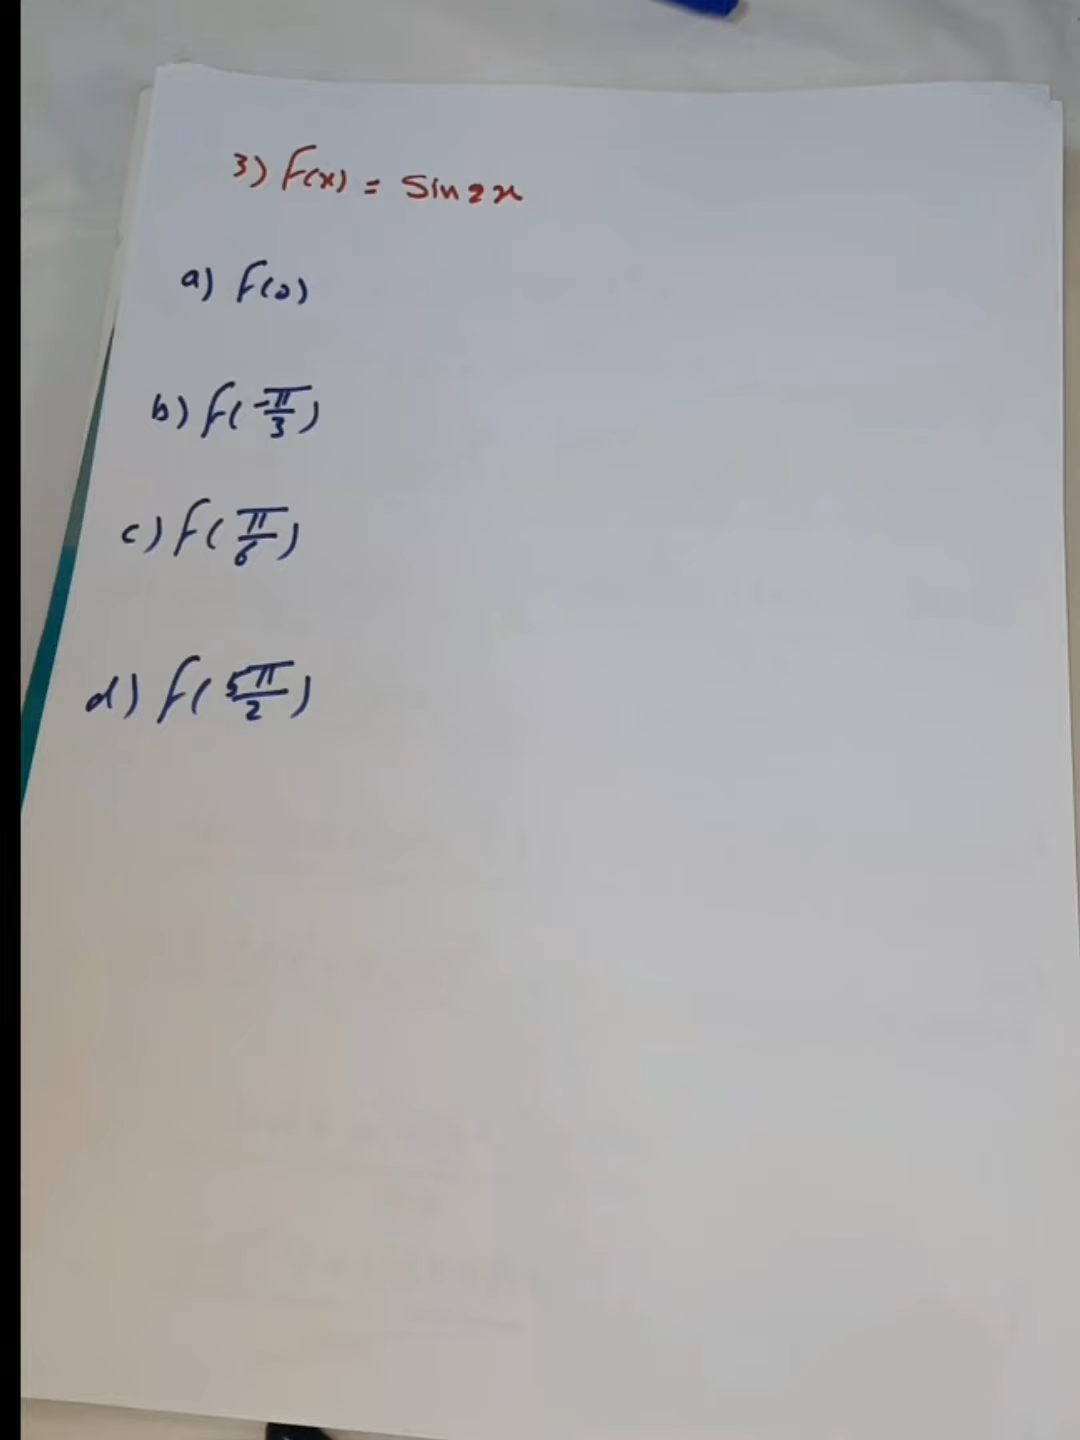 3) f(x) = Sin 2x
a) f(0)
b) f(-π/3)
c) f(π/6)
d) f(5π/2)